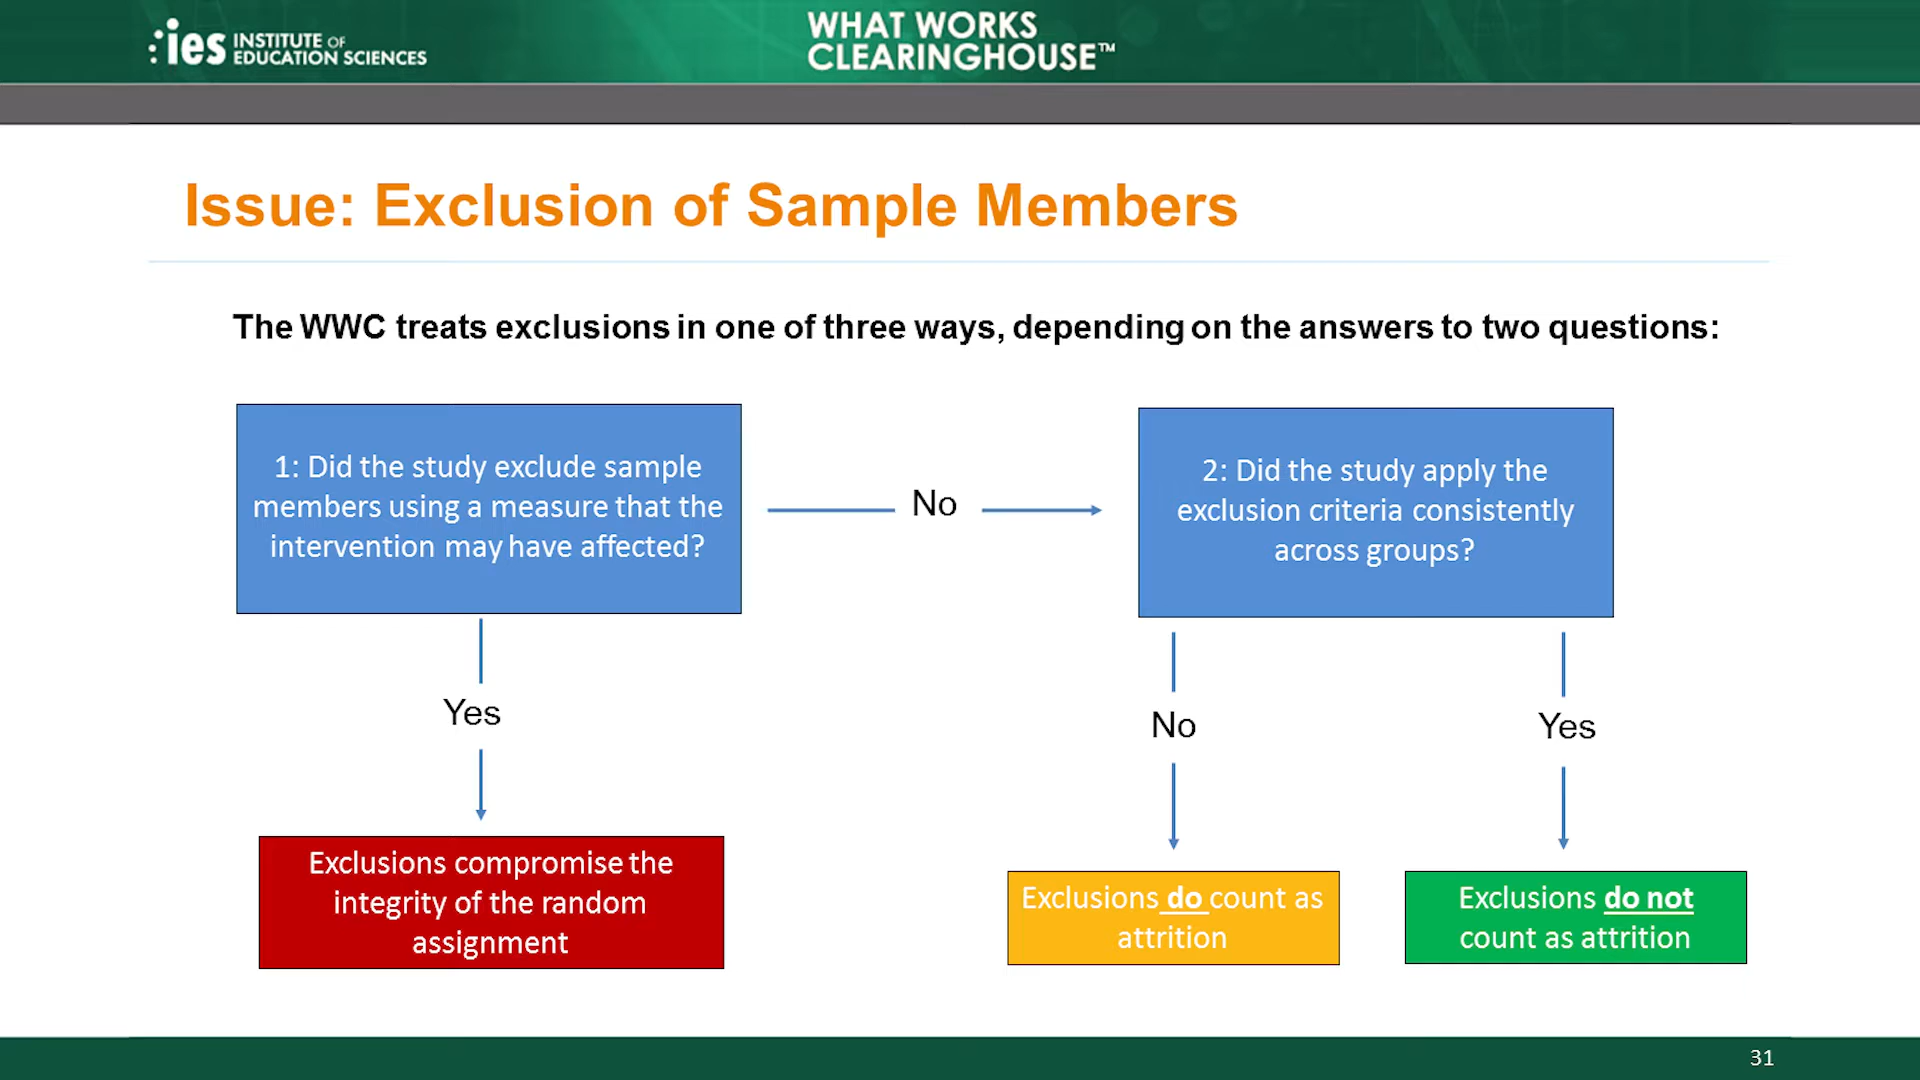 ies INSTITUTE OF
EDUCATION SCIENCES
WHAT WORKS
CLEARINGHOUSE™
Issue: Exclusion of Sample Members
The WWC treats exclusions in one of three ways, depending on the answers to two questions:
1: Did the study exclude sample
members using a measure that the
intervention may have affected?
No
2: Did the study apply the
exclusion criteria consistently
across groups?
Yes
No
Yes
Exclusions compromise the
integrity of the random
assignment
Exclusions do count as
attrition
Exclusions do not
count as attrition
31